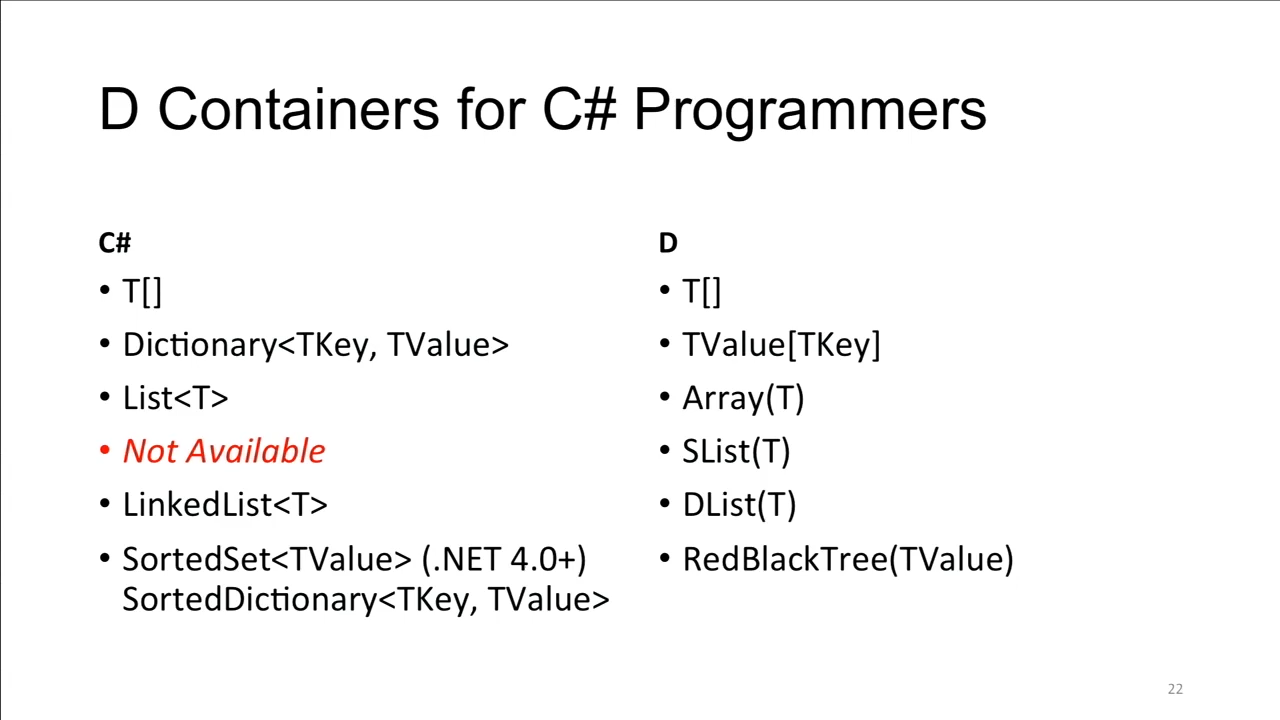 D Containers for C# Programmers
C#
• T[]
• Dictionary<TKey, TValue>
• List<T>
• Not Available
• LinkedList<T>
• SortedSet<TValue> (.NET 4.0+)
SortedDictionary<TKey, TValue>
D
• T[]
• TValue[TKey]
• Array(T)
• SList(T)
• DList(T)
• RedBlackTree(TValue)
22